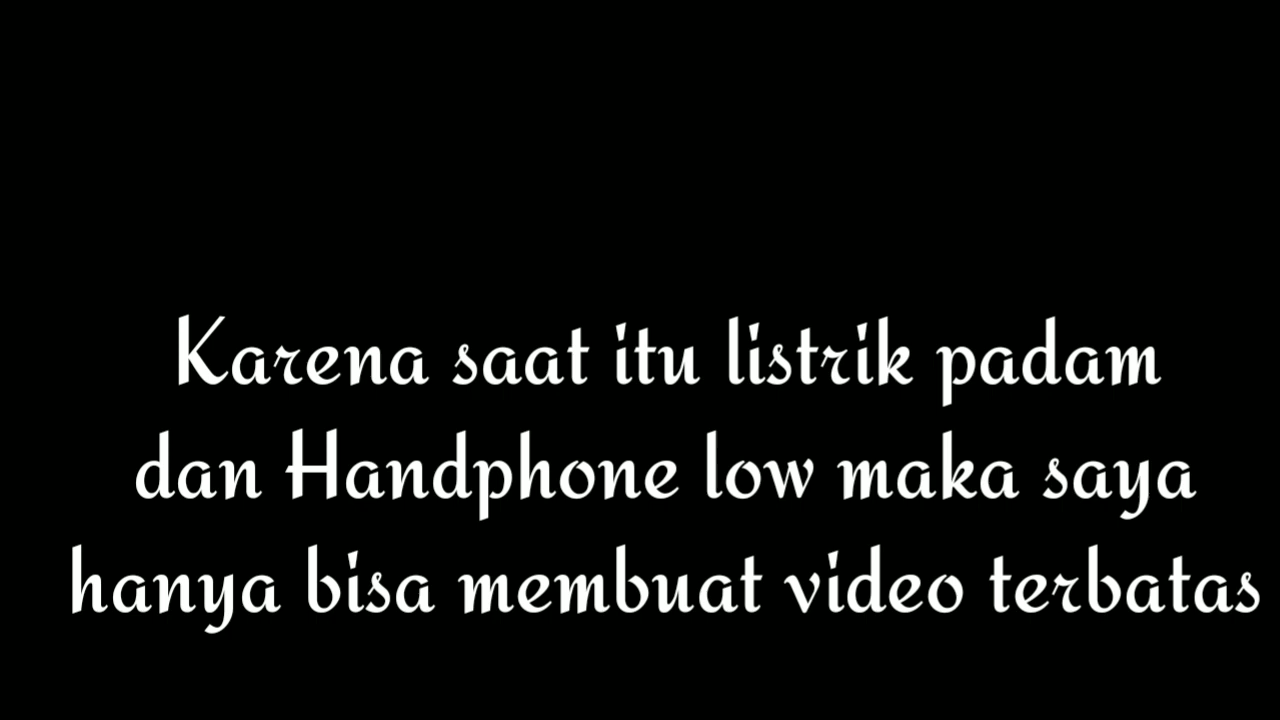 Karena saat itu listrik padam
dan Handphone low maka saya
hanya bisa membuat video terbatas